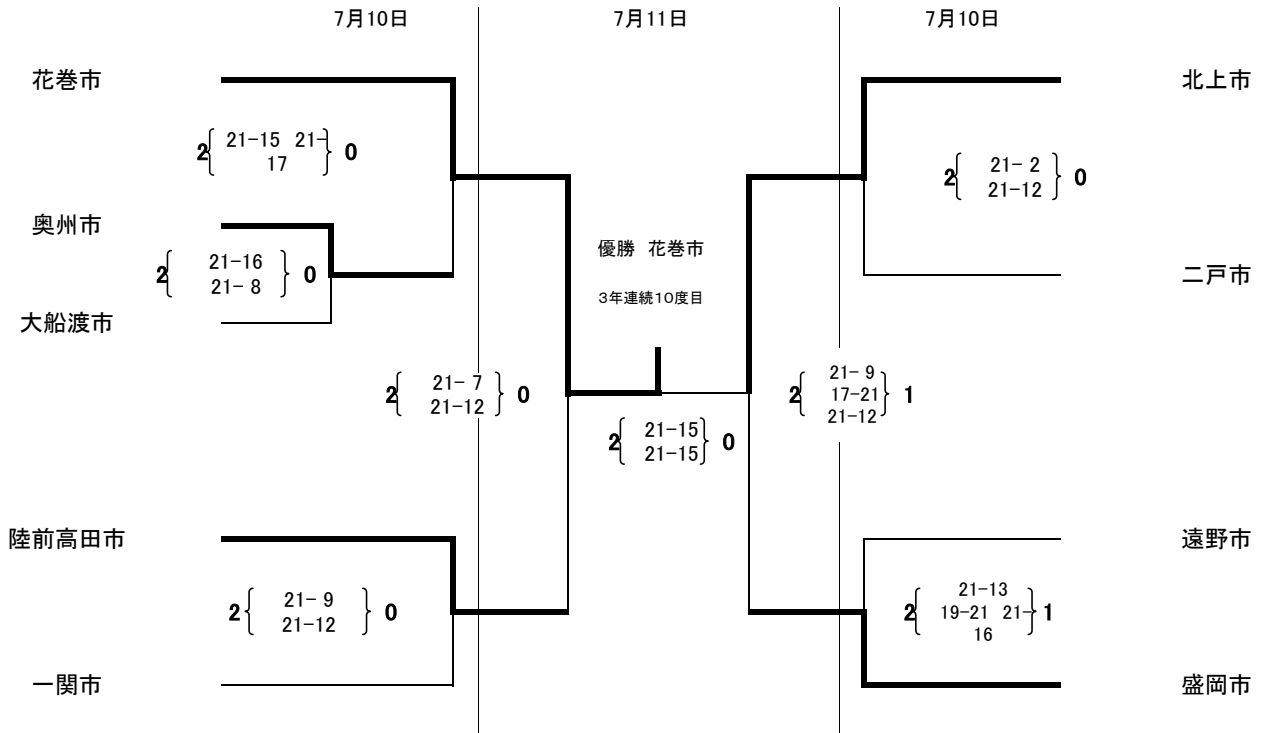 7月10日 7月11日 7月10日
花巻市 北上市
2 21-15 21- 0
17
2 21- 2 0
21-12
奥州市
2 21-16 0
21- 8
優勝 花巻市
二戸市
3年連続10度目
大船渡市
2 21- 7 0
21-12
2 21- 9 1
17-21
21-12
2 21-15 0
21-15
陸前高田市 遠野市
2 21- 9 0
21-12
2 21-13 1
19-21 21-
16
一関市 盛岡市